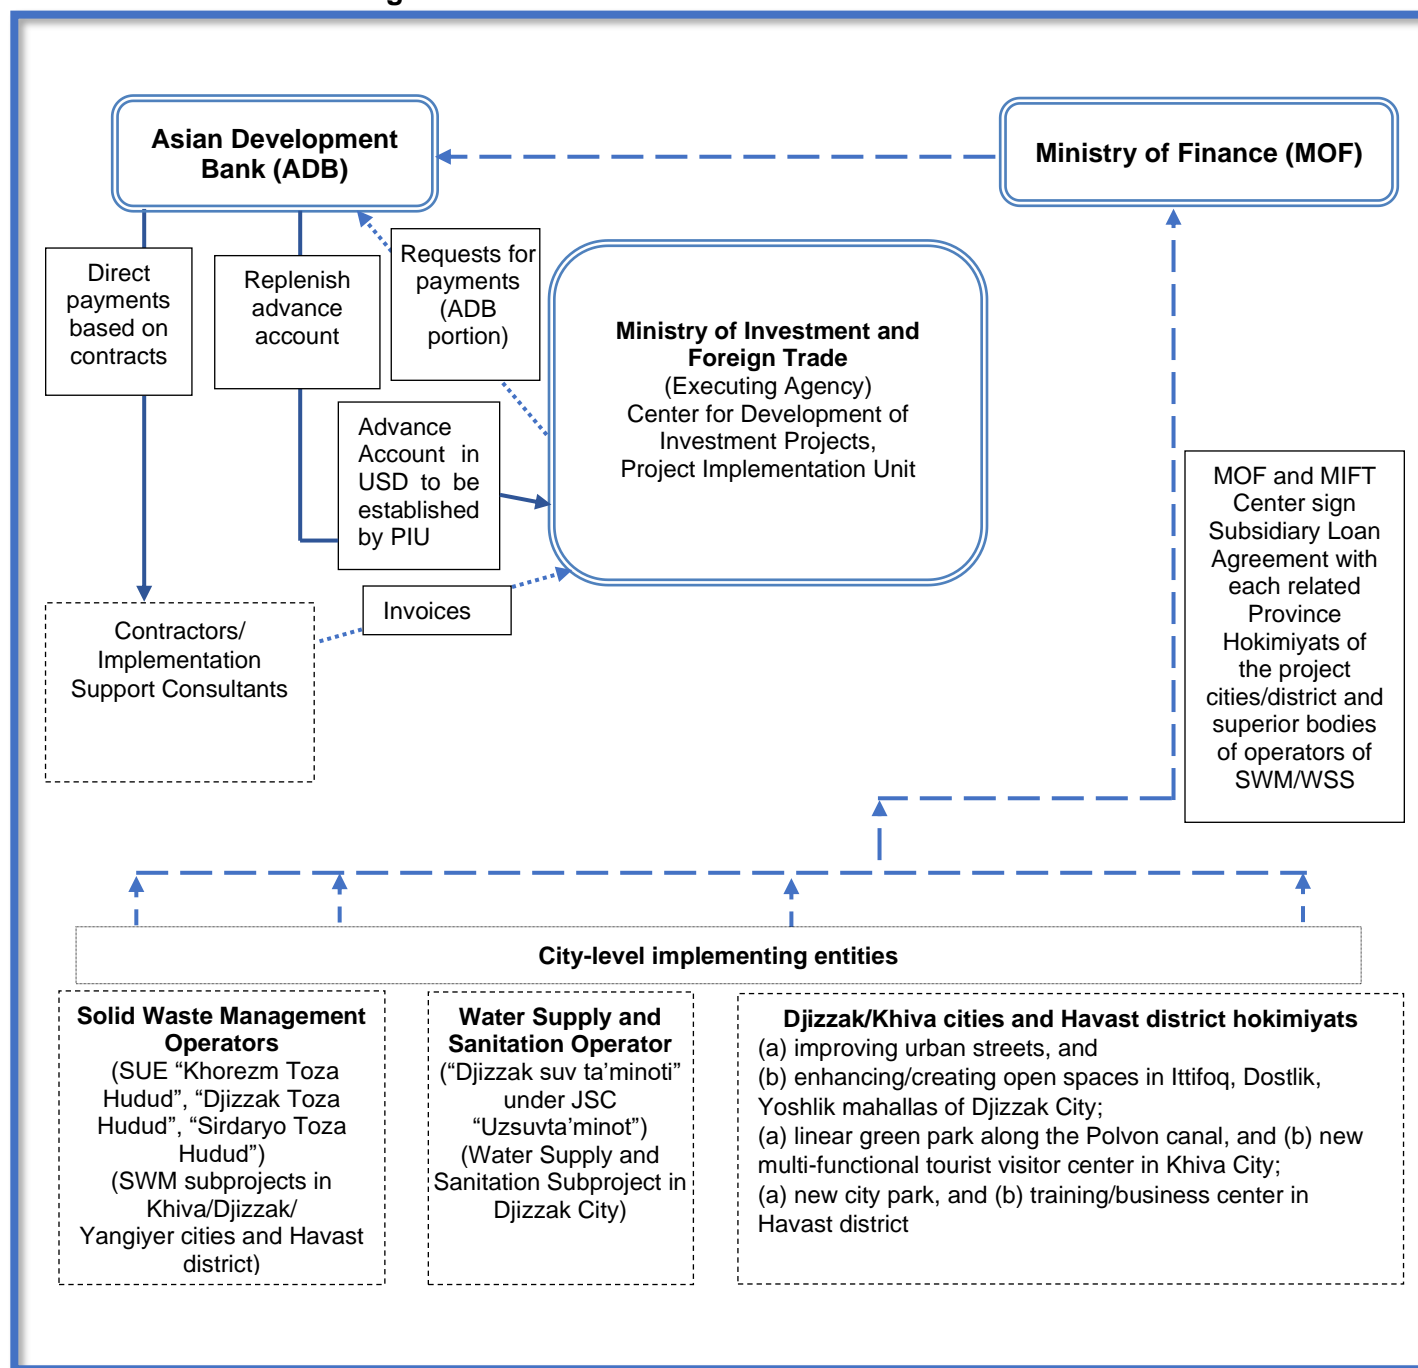 Asian Development
Bank (ADB)
Ministry of Finance (MOF)
Direct
payments
based on
contracts
Replenish
advance
account
Requests for
payments
(ADB
portion)
Ministry of Investment and
Foreign Trade
(Executing Agency)
Center for Development of
Investment Projects,
Project Implementation Unit
Advance
Account in
USD to be
established
by PIU
Invoices
Contractors/
Implementation
Support Consultants
MOF and MIFT
Center sign
Subsidiary Loan
Agreement with
each related
Province
Hokimiyats of
the project
cities/district and
superior bodies
of operators of
SWM/WSS
City-level implementing entities
Solid Waste Management
Operators
(SUE “Khorezm Toza
Hudud”, “Djizzak Toza
Hudud”, “Sirdaryo Toza
Hudud”)
(SWM subprojects in
Khiva/Djizzak/
Yangiyer cities and Havast
district)
Water Supply and
Sanitation Operator
(“Djizzak suv ta’minoti”
under JSC
“Uzsuvta’minot”)
(Water Supply and
Sanitation Subproject in
Djizzak City)
Djizzak/Khiva cities and Havast district hokimiyats
(a) improving urban streets, and
(b) enhancing/creating open spaces in Ittifoq, Dostlik,
Yoshlik mahallas of Djizzak City;
(a) linear green park along the Polvon canal, and (b) new
multi-functional tourist visitor center in Khiva City;
(a) new city park, and (b) training/business center in
Havast district